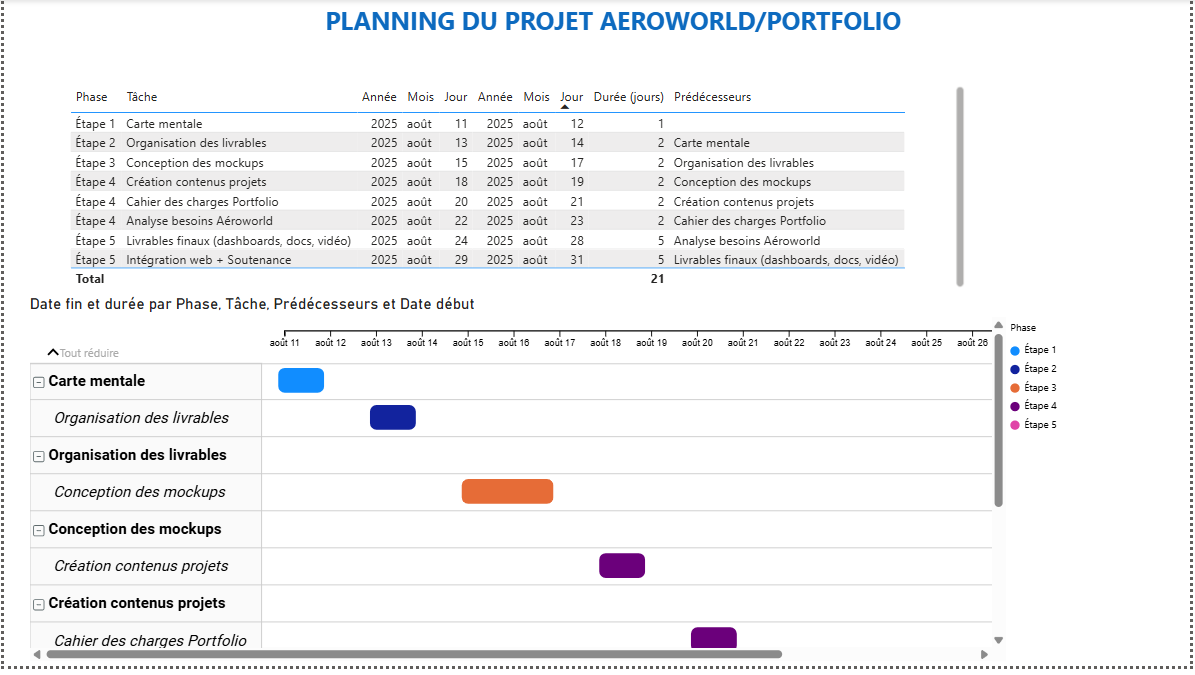 PLANNING DU PROJET AEROWORLD/PORTFOLIO
Phase Tâche Année Mois Jour Année Mois Jour Durée (jours) Prédécesseurs
Étape 1 Carte mentale 2025 août 11 2025 août 12 1
Étape 2 Organisation des livrables 2025 août 13 2025 août 14 2 Carte mentale
Étape 3 Conception des mockups 2025 août 15 2025 août 17 2 Organisation des livrables
Étape 4 Création contenus projets 2025 août 18 2025 août 19 2 Conception des mockups
Étape 4 Cahier des charges Portfolio 2025 août 20 2025 août 21 2 Création contenus projets
Étape 4 Analyse besoins Aéroworld 2025 août 22 2025 août 23 2 Cahier des charges Portfolio
Étape 5 Livrables finaux (dashboards, docs, vidéo) 2025 août 24 2025 août 28 5 Analyse besoins Aéroworld
Étape 5 Intégration web + Soutenance 2025 août 29 2025 août 31 5 Livrables finaux (dashboards, docs, vidéo)
Total 21
Date fin et durée par Phase, Tâche, Prédécesseurs et Date début
août 11 août 12 août 13 août 14 août 15 août 16 août 17 août 18 août 19 août 20 août 21 août 22 août 23 août 24 août 25 août 26
Tout réduire
Carte mentale
Organisation des livrables
Organisation des livrables
Conception des mockups
Conception des mockups
Création contenus projets
Création contenus projets
Cahier des charges Portfolio
Phase
Étape 1
Étape 2
Étape 3
Étape 4
Étape 5